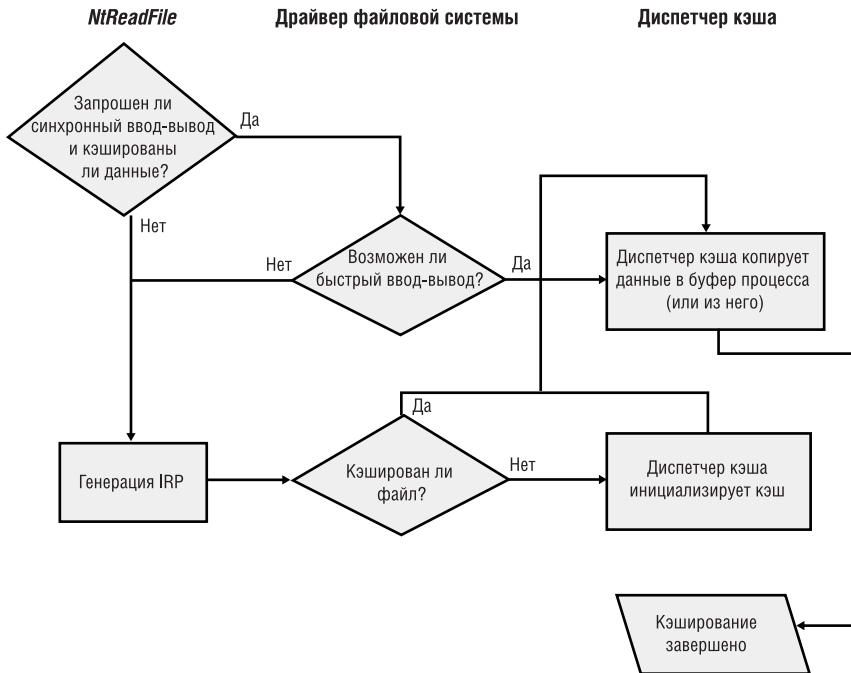 NtReadFile
Драйвер файловой системы
Диспетчер кэша
Запрошен ли
синхронный ввод-вывод
и кэшированы
ли данные?
Да
Нет
Возможен ли
быстрый ввод-вывод?
Нет
Да
Диспетчер кэша копирует
данные в буфер процесса
(или из него)
Генерация IRP
Да
Кэширован ли
файл?
Нет
Диспетчер кэша
инициализирует кэш
Кэширование
завершено